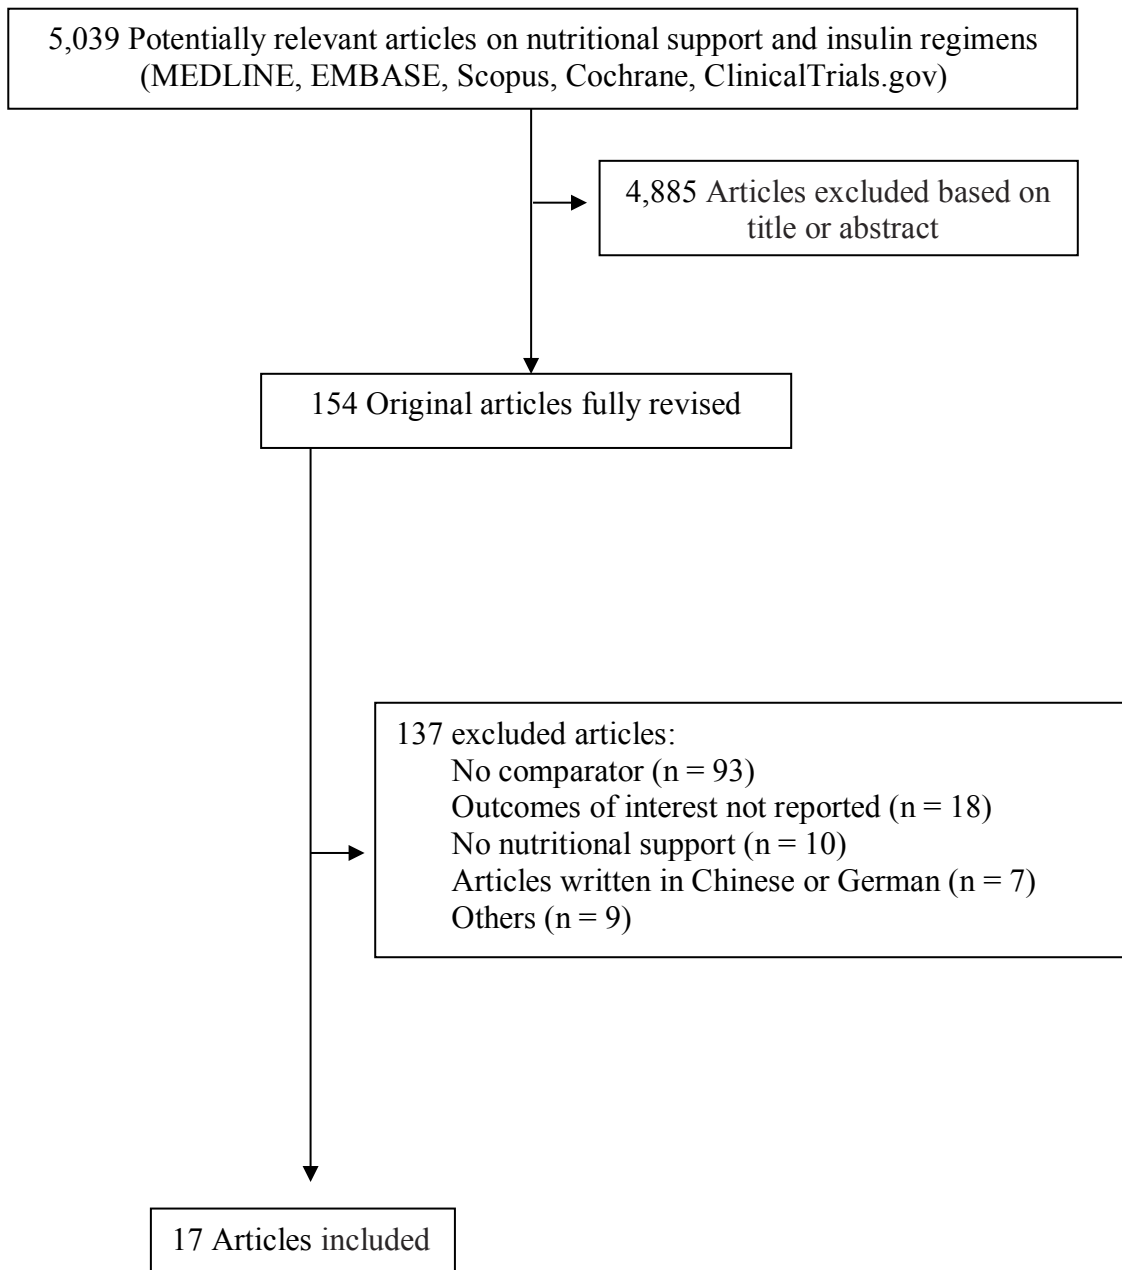 5,039 Potentially relevant articles on nutritional support and insulin regimens
(MEDLINE, EMBASE, Scopus, Cochrane, ClinicalTrials.gov)
4,885 Articles excluded based on
title or abstract
154 Original articles fully revised
137 excluded articles:
No comparator (n = 93)
Outcomes of interest not reported (n = 18)
No nutritional support (n = 10)
Articles written in Chinese or German (n = 7)
Others (n = 9)
17 Articles included